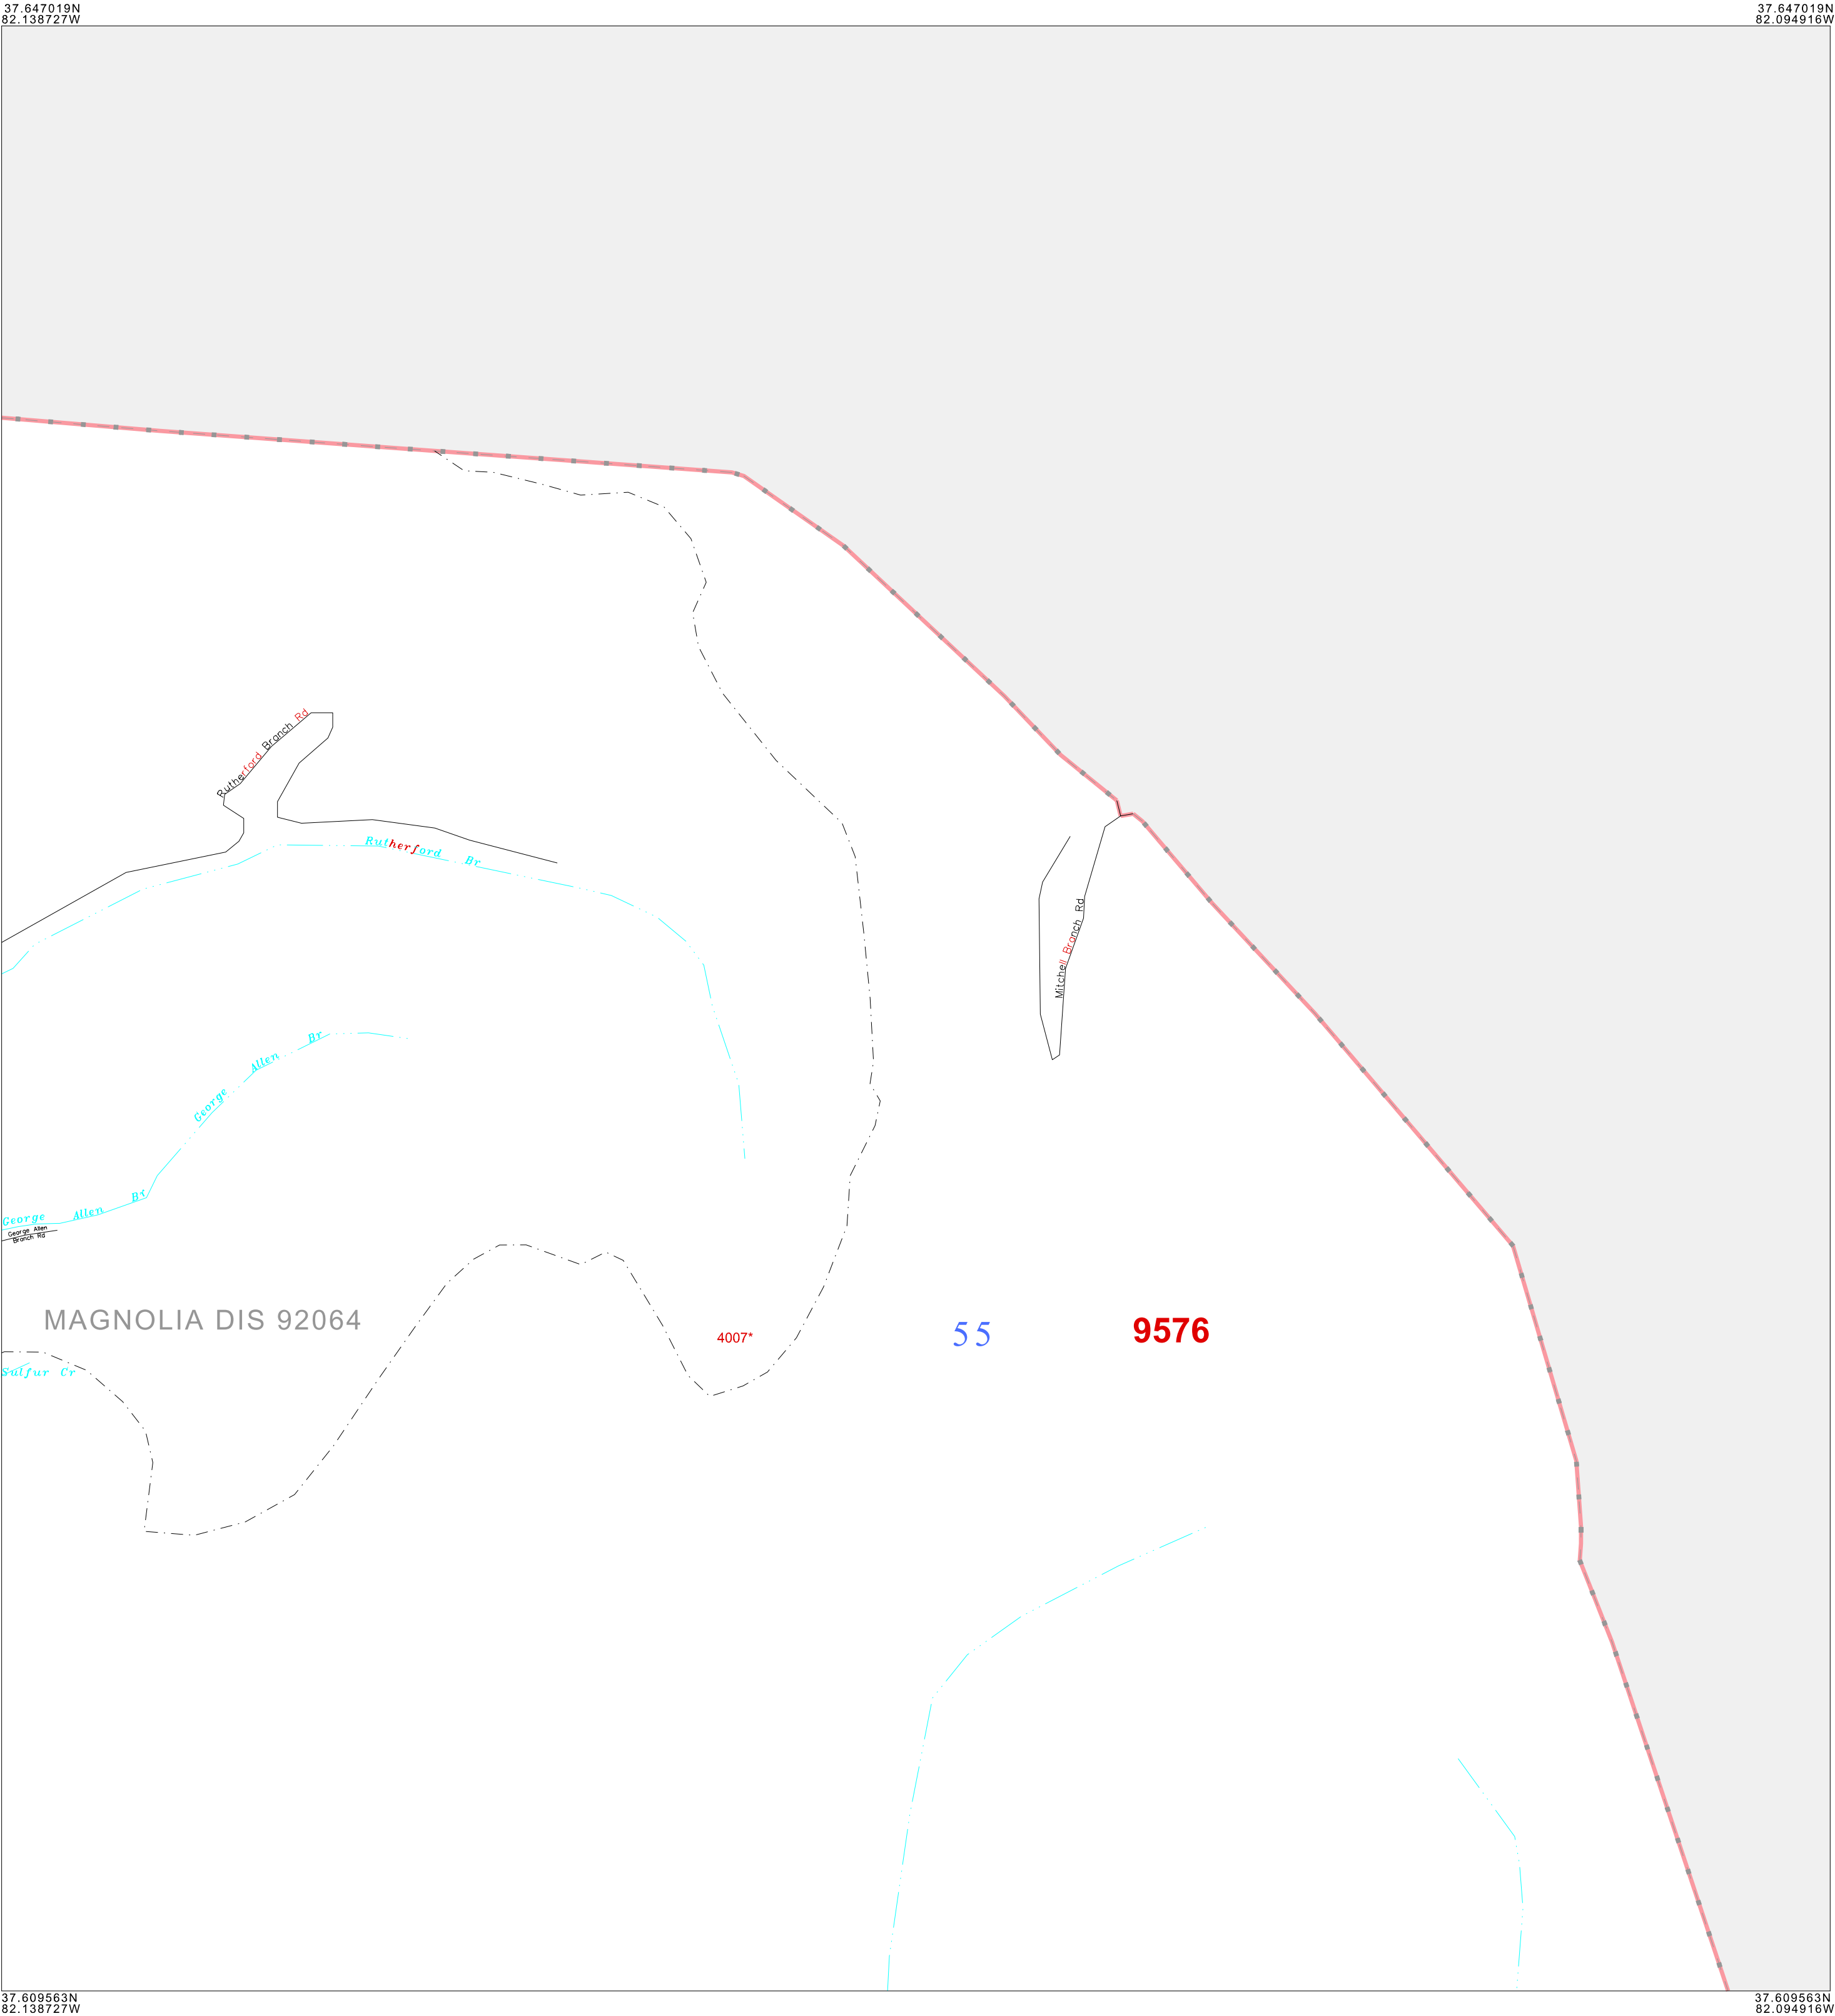 37.647019N
82.138727W
37.647019N
82.094916W
Rutherford Branch Rd
Rutherford Br
Mitchell Branch Rd
George Allen Br
George Allen Br
George Allen
Branch Rd
MAGNOLIA DIS 92064
4007*
55
9576
Sulfur Cr
37.609563N
82.138727W
37.609563N
82.094916W